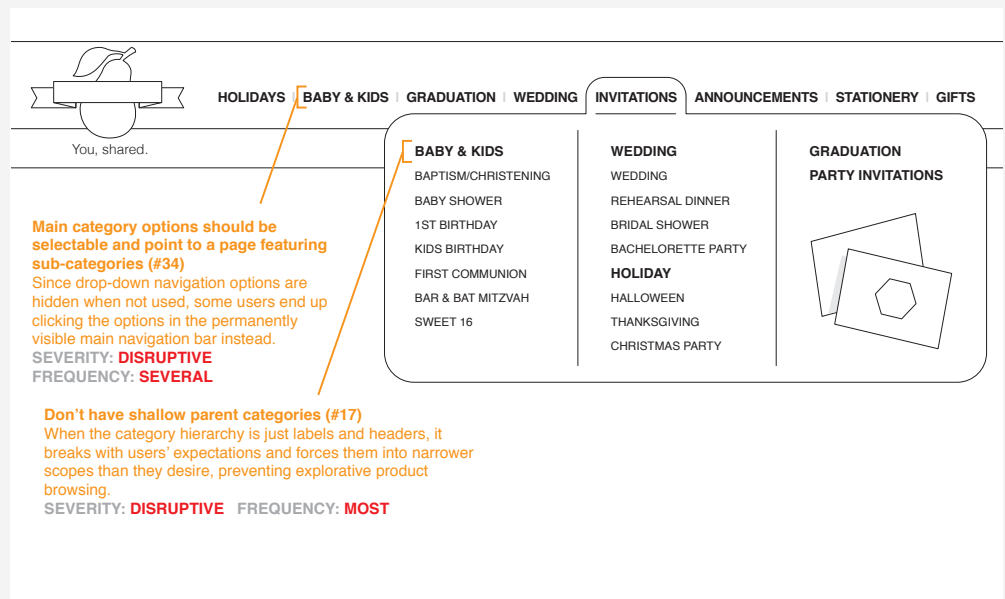 HOLIDAYS | BABY & KIDS | GRADUATION | WEDDING INVITATIONS ANNOUNCEMENTS | STATIONERY | GIFTS
You, shared.
BABY & KIDS
BAPTISM/CHRISTENING
BABY SHOWER
1ST BIRTHDAY
KIDS BIRTHDAY
FIRST COMMUNION
BAR & BAT MITZVAH
SWEET 16
WEDDING
WEDDING
REHEARSAL DINNER
BRIDAL SHOWER
BACHELORETTE PARTY
HOLIDAY
HALLOWEEN
THANKSGIVING
CHRISTMAS PARTY
GRADUATION
PARTY INVITATIONS
Main category options should be
selectable and point to a page featuring
sub-categories (#34)
Since drop-down navigation options are
hidden when not used, some users end up
clicking the options in the permanently
visible main navigation bar instead.
SEVERITY: DISRUPTIVE
FREQUENCY: SEVERAL
Don’t have shallow parent categories (#17)
When the category hierarchy is just labels and headers, it
breaks with users’ expectations and forces them into narrower
scopes than they desire, preventing explorative product
browsing.
SEVERITY: DISRUPTIVE FREQUENCY: MOST